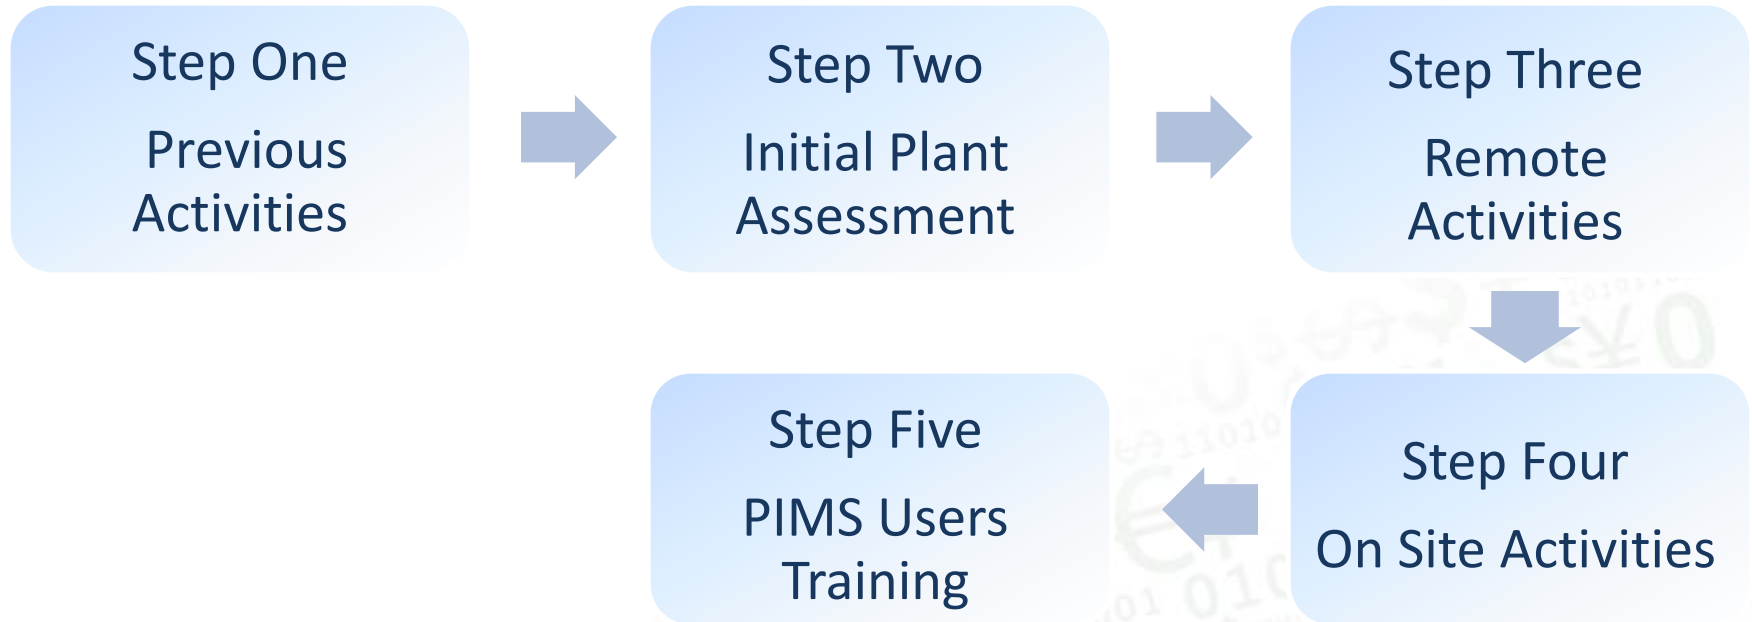 Step One
Previous
Activities
Step Two
Initial Plant
Assessment
Step Three
Remote
Activities
Step Four
On Site Activities
Step Five
PIMS Users
Training